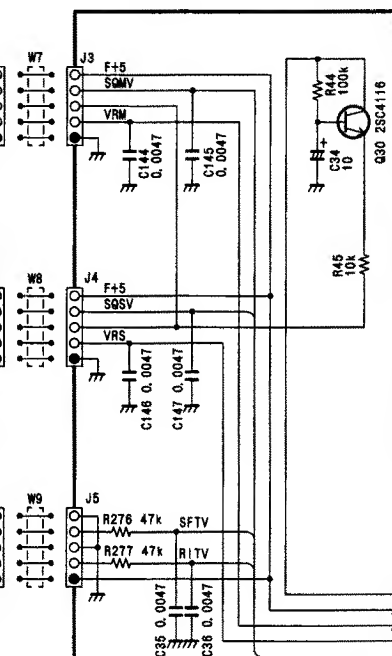 W7
J3
F+5
SQMV
VRM
C144
0.0047
C145
0.0047
R44
100k
C34
10
Q30 2SC4116
R45
10k
W8
J4
F+5
SQSV
VRS
C146 0.0047
C147 0.0047
W9
J5
R276 47k
SFTV
R277 47k
RITV
C35 0.0047
C36 0.0047